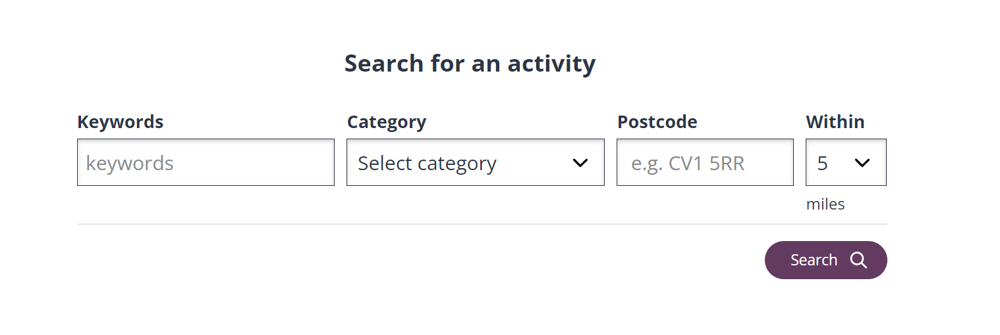 Search for an activity
Keywords Category Postcode Within
keywords Select category e.g. CV1 5RR 5
miles
Search